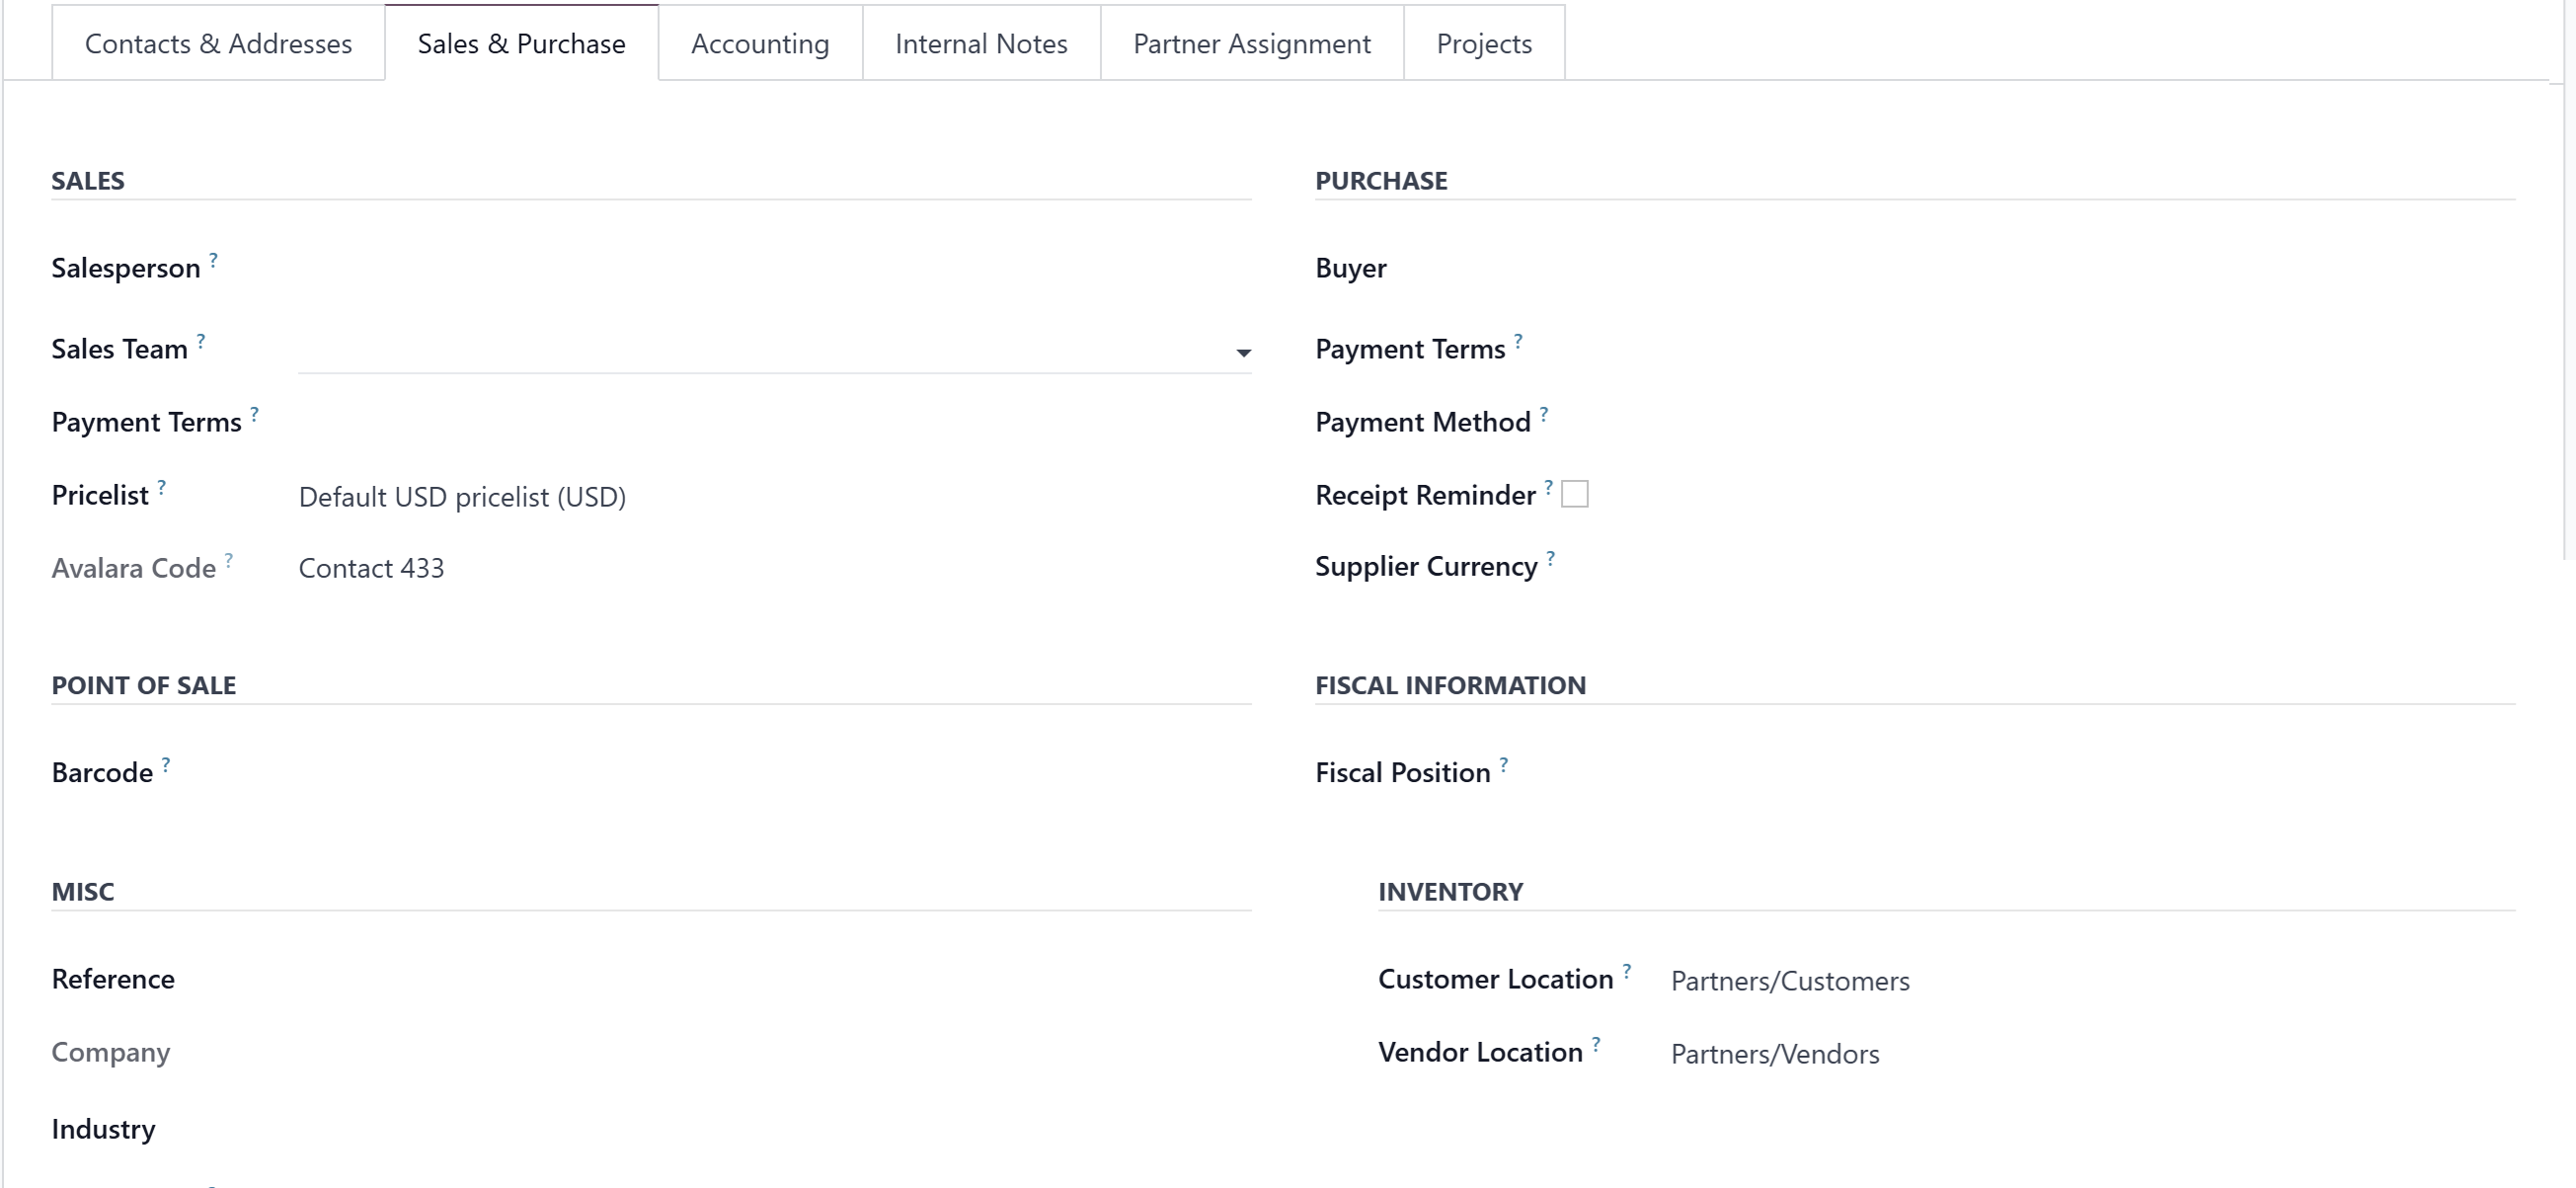 Contacts & Addresses
Sales & Purchase
Accounting
Internal Notes
Partner Assignment
Projects
SALES
Salesperson ?
Sales Team ?
Payment Terms ?
Pricelist ? Default USD pricelist (USD)
Avalara Code ? Contact 433
PURCHASE
Buyer
Payment Terms ?
Payment Method ?
Receipt Reminder ?
Supplier Currency ?
POINT OF SALE
Barcode ?
FISCAL INFORMATION
Fiscal Position ?
MISC
Reference
Company
Industry
INVENTORY
Customer Location ? Partners/Customers
Vendor Location ? Partners/Vendors